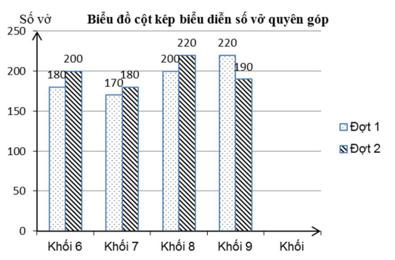 Số vở
Biểu đồ cột kép biểu diễn số vở quyên góp
250
200
150
100
50
0
180
200
170
180
200
220
220
190
Khối 6
Khối 7
Khối 8
Khối 9
Khối
Đợt 1
Đợt 2